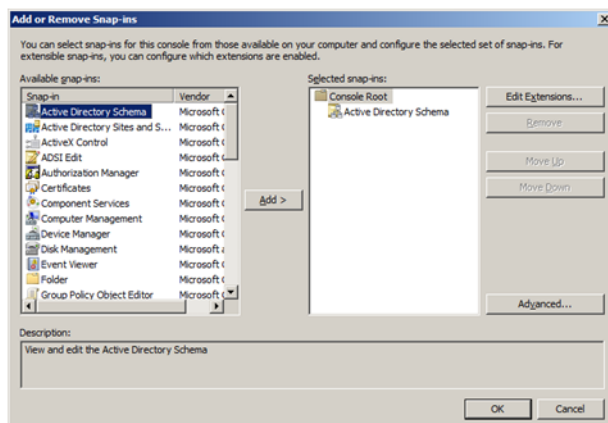 Add or Remove Snap-ins
You can select snap-ins for this console from those available on your computer and configure the selected set of snap-ins. For
extensible snap-ins, you can configure which extensions are enabled.
Available snap-ins:
Snap-in Vendor
Active Directory Schema Microsoft C
Active Directory Sites and S... Microsoft C
ActiveX Control Microsoft C
ADSI Edit Microsoft C
Authorization Manager Microsoft C
Certificates Microsoft C
Component Services Microsoft C
Computer Management Microsoft C
Device Manager Microsoft C
Disk Management Microsoft a
Event Viewer Microsoft C
Folder Microsoft C
Group Policy Object Editor Microsoft C
Add >
Selected snap-ins:
Console Root
Active Directory Schema
Edit Extensions...
Remove
Move Up
Move Down
Advanced...
Description:
View and edit the Active Directory Schema
OK
Cancel